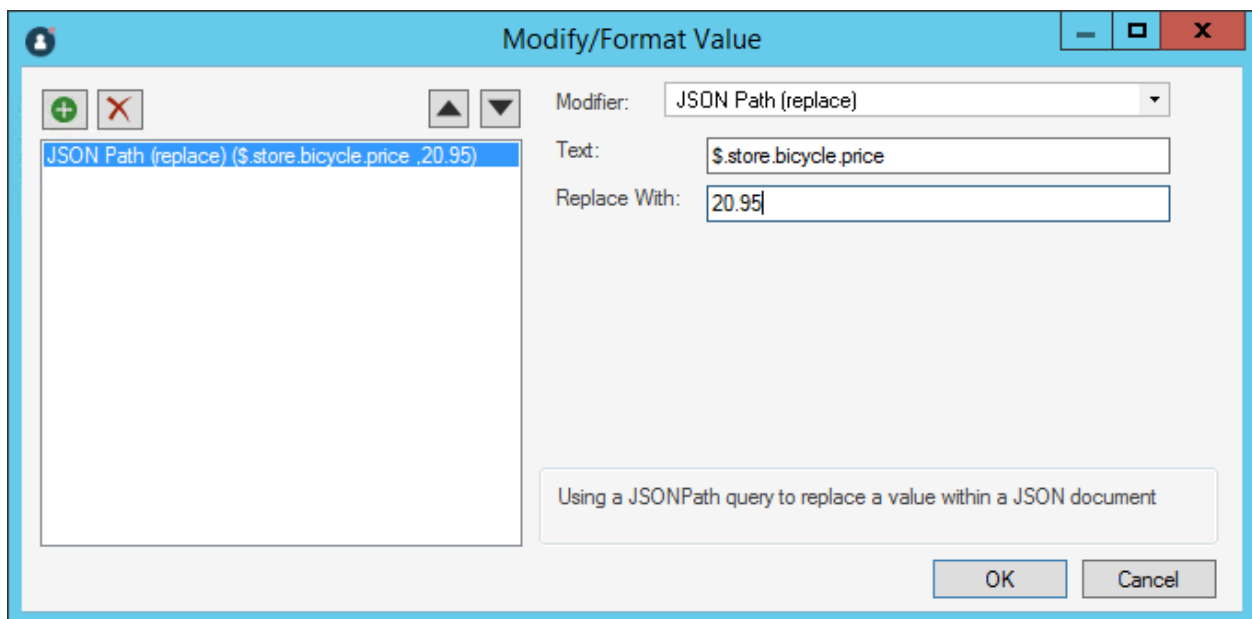 Modify/Format Value
X
JSON Path (replace) ($.store.bicycle.price ,20.95)
Modifier: JSON Path (replace)
Text: $.store.bicycle.price
Replace With: 20.95
Using a JSONPath query to replace a value within a JSON document
OK Cancel